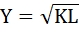 Y = √KL